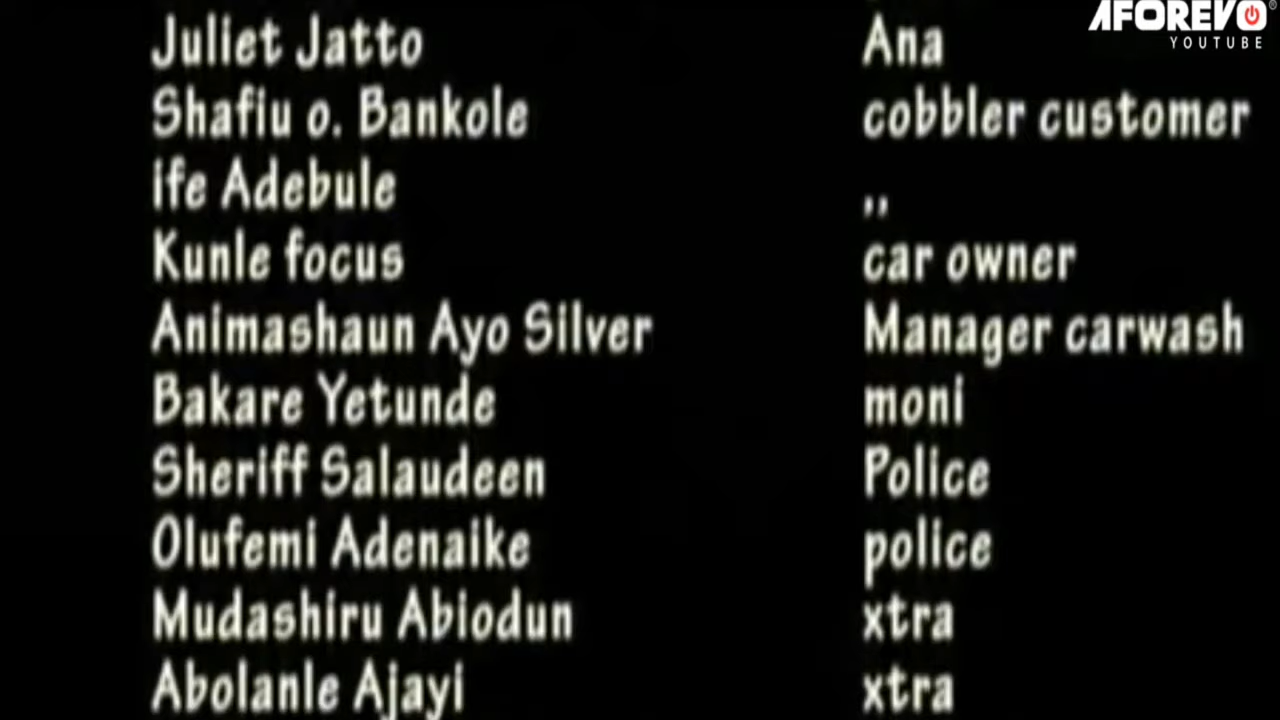 AFOREVO®
YOUTUBE
Juliet Jatto Ana
Shafiu o. Bankole cobbler customer
ife Adebule ,,
Kunle focus car owner
Animashaun Ayo Silver Manager carwash
Bakare Yetunde moni
Sheriff Salaudeen Police
Olufemi Adenaike police
Mudashiru Abiodun xtra
Abolanle Ajayi xtra